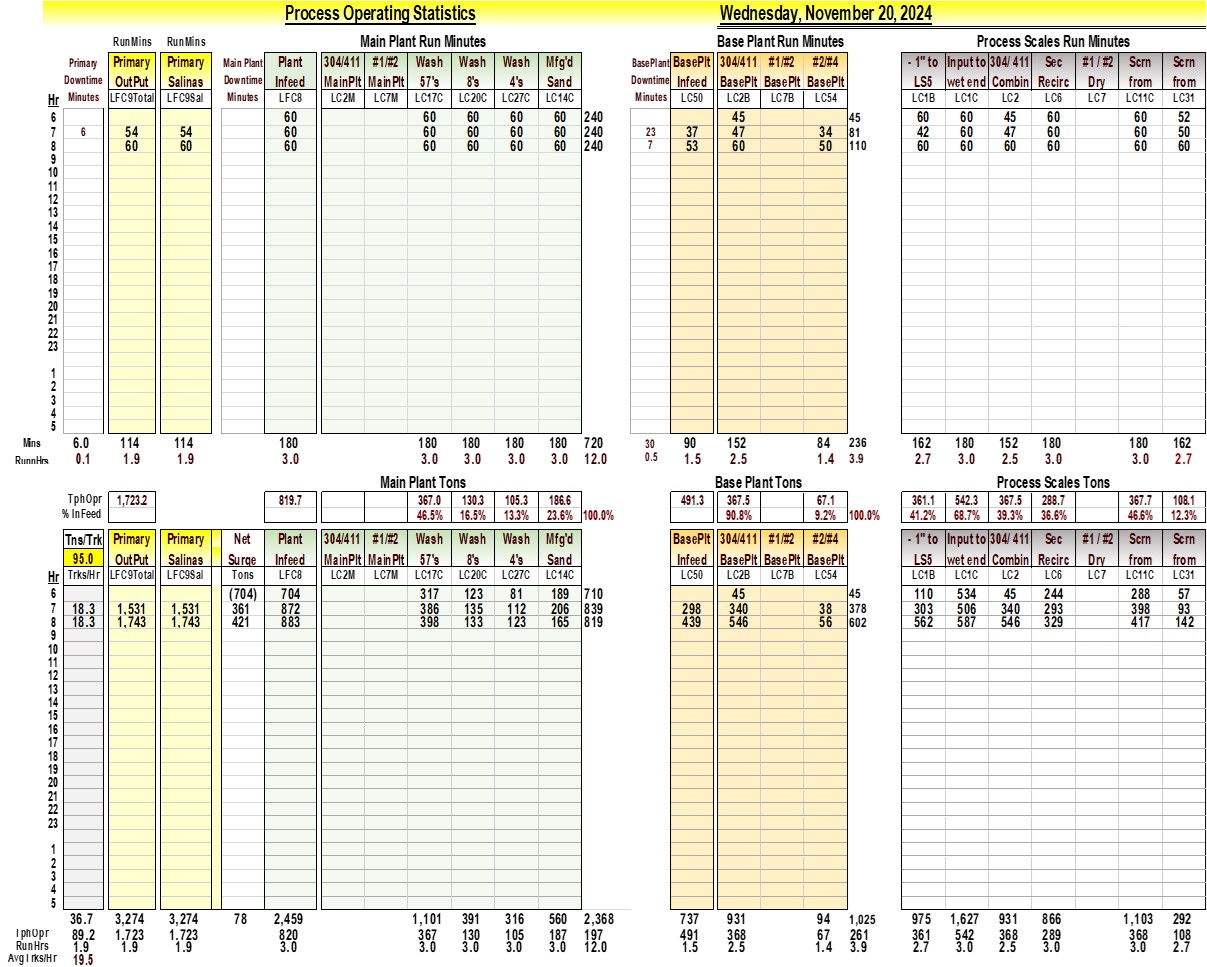 Process Operating Statistics Wednesday, November 20, 2024
RunMins RunMins Main Plant Run Minutes Base Plant Run Minutes Process Scales Run Minutes
Primary Primary Primary Main Plant Plant 304/411 #1/#2 Wash Wash Wash Mfg'd BasePlant BasePlt 304/411 #1/#2 #2/#4 - 1" to Input to 304/ 411 Sec #1 / #2 Scrn Scrn
Downtime OutPut Salinas Downtime Infeed MainPlt MainPlt 57's 8's 4's Sand Downtime Infeed BasePlt BasePlt BasePlt LS5 wet end Combin Recirc Dry from from
Hr Minutes LFC9Total LFC9Sal Minutes LFC8 LC2M LC7M LC17C LC20C LC27C LC14C Minutes LC50 LC2B LC7B LC54 LC1B LC1C LC2 LC6 LC7 LC11C LC31
6 60 60 60 60 60 240 45 45 60 60 45 60 60 52
7 6 54 54 60 60 60 60 60 240 23 37 47 34 81 42 60 47 60 60 50
8 60 60 60 60 60 60 60 240 7 53 60 50 110 60 60 60 60 60 60
9
10
11
12
13
14
15
16
17
18
19
20
21
22
23
1
2
3
4
5
Mins 6.0 114 114 180 180 180 180 180 720 30 90 152 84 236 162 180 152 180 180 162
RunnHrs 0.1 1.9 1.9 3.0 3.0 3.0 3.0 3.0 12.0 0.5 1.5 2.5 1.4 3.9 2.7 3.0 2.5 3.0 3.0 2.7
Main Plant Tons Base Plant Tons Process Scales Tons
TphOpr 1,723.2 819.7 367.0 130.3 105.3 186.6 491.3 367.5 67.1 361.1 542.3 367.5 288.7 367.7 108.1
% InFeed 46.5% 16.5% 13.3% 23.6% 100.0% 90.8% 9.2% 100.0% 41.2% 68.7% 39.3% 36.6% 46.6% 12.3%
Tns/Trk Primary Primary Net Plant 304/411 #1/#2 Wash Wash Wash Mfg'd BasePlt 304/411 #1/#2 #2/#4 - 1" to Input to 304/ 411 Sec #1 / #2 Scrn Scrn
95.0 OutPut Salinas Surge Infeed MainPlt MainPlt 57's 8's 4's Sand Infeed BasePlt BasePlt BasePlt LS5 wet end Combin Recirc Dry from from
Hr Trks/Hr LFC9Total LFC9Sal Tons LFC8 LC2M LC7M LC17C LC20C LC27C LC14C LC50 LC2B LC7B LC54 LC1B LC1C LC2 LC6 LC7 LC11C LC31
6 (704) 704 317 123 81 189 710 45 45 110 534 45 244 288 57
7 18.3 1,531 1,531 361 872 386 135 112 206 839 298 340 38 378 303 506 340 293 398 93
8 18.3 1,743 1,743 421 883 398 133 123 165 819 439 546 56 602 562 587 546 329 417 142
9
10
11
12
13
14
15
16
17
18
19
20
21
22
23
1
2
3
4
5
36.7 3,274 3,274 78 2,459 1,101 391 316 560 2,368 737 931 94 1,025 975 1,627 931 866 1,103 292
TphOpr 89.2 1,723 1,723 820 367 130 105 187 197 491 368 67 261 361 542 368 289 368 108
RunHrs 1.9 1.9 1.9 3.0 3.0 3.0 3.0 3.0 12.0 1.5 2.5 1.4 3.9 2.7 3.0 2.5 3.0 3.0 2.7
AvgTrks/Hr 19.5